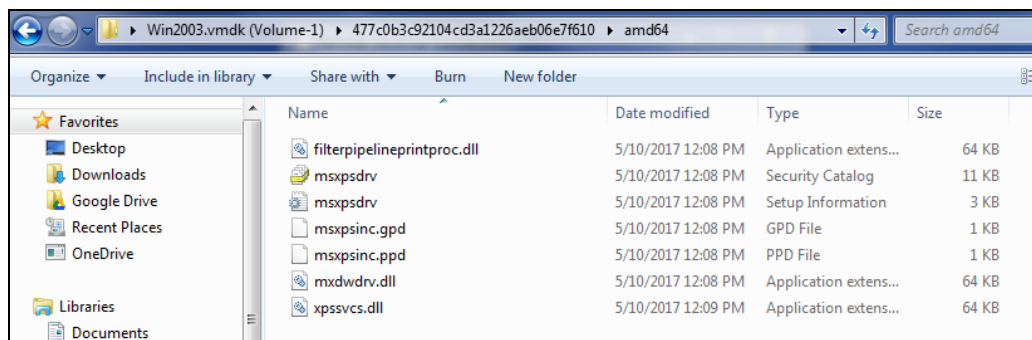 Win2003.vmdk (Volume-1) 477c0b3c92104cd3a1226aeb06e7f610 amd64 Search amd64
Organize Include in library Share with Burn New folder
Favorites
Desktop
Downloads
Google Drive
Recent Places
OneDrive
Libraries
Documents
Name Date modified Type Size
filterpipelineprintproc.dll 5/10/2017 12:08 PM Application extens... 64 KB
msxpsdrv 5/10/2017 12:08 PM Security Catalog 11 KB
msxpsdrv 5/10/2017 12:08 PM Setup Information 3 KB
msxpsinc.gpd 5/10/2017 12:08 PM GPD File 1 KB
msxpsinc.ppd 5/10/2017 12:08 PM PPD File 1 KB
mxdwdrv.dll 5/10/2017 12:08 PM Application extens... 64 KB
xpssvcs.dll 5/10/2017 12:09 PM Application extens... 64 KB